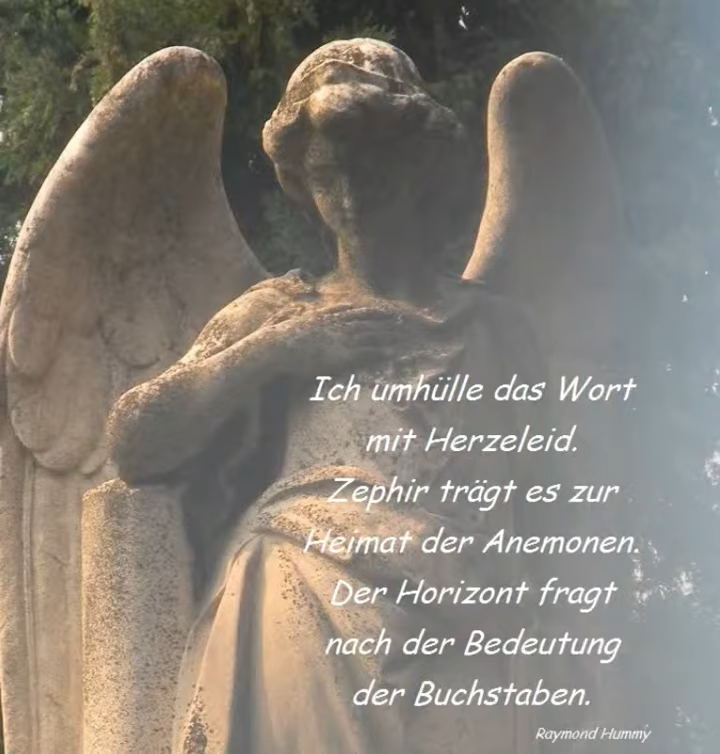 Ich umhülle das Wort
mit Herzeleid.
Zephir trägt es zur
Heimat der Anemonen.
Der Horizont fragt
nach der Bedeutung
der Buchstaben.
Raymond Hummy